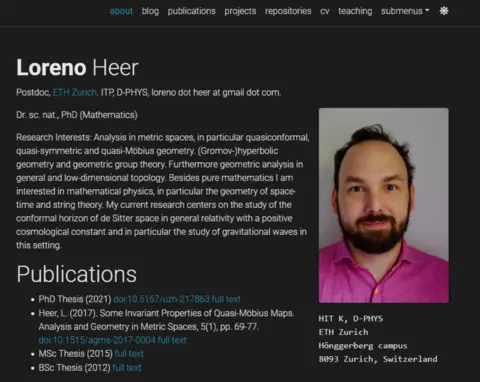 about blog publications projects repositories cv teaching submenus
Loreno Heer
Postdoc, ETH Zurich. ITP, D-PHYS, loreno dot heer at gmail dot com.
Dr. sc. nat., PhD (Mathematics)
Research Interests: Analysis in metric spaces, in particular quasiconformal,
quasi-symmetric and quasi-Möbius geometry. (Gromov-)hyperbolic
geometry and geometric group theory. Furthermore geometric analysis in
general and low-dimensional topology. Besides pure mathematics I am
interested in mathematical physics, in particular the geometry of space-
time and string theory. My current research centers on the study of the
conformal horizon of de Sitter space in general relativity with a positive
cosmological constant and in particular the study of gravitational waves in
this setting.
HIT K, D-PHYS
ETH Zurich
Hönggerberg campus
8093 Zurich, Switzerland
Publications
• PhD Thesis (2021) doi:10.5167/uzh-217863 full text
• Heer, L. (2017). Some Invariant Properties of Quasi-Möbius Maps.
Analysis and Geometry in Metric Spaces, 5(1), pp. 69-77.
doi:10.1515/agms-2017-0004 full text
• MSc Thesis (2015) full text
• BSc Thesis (2012) full text